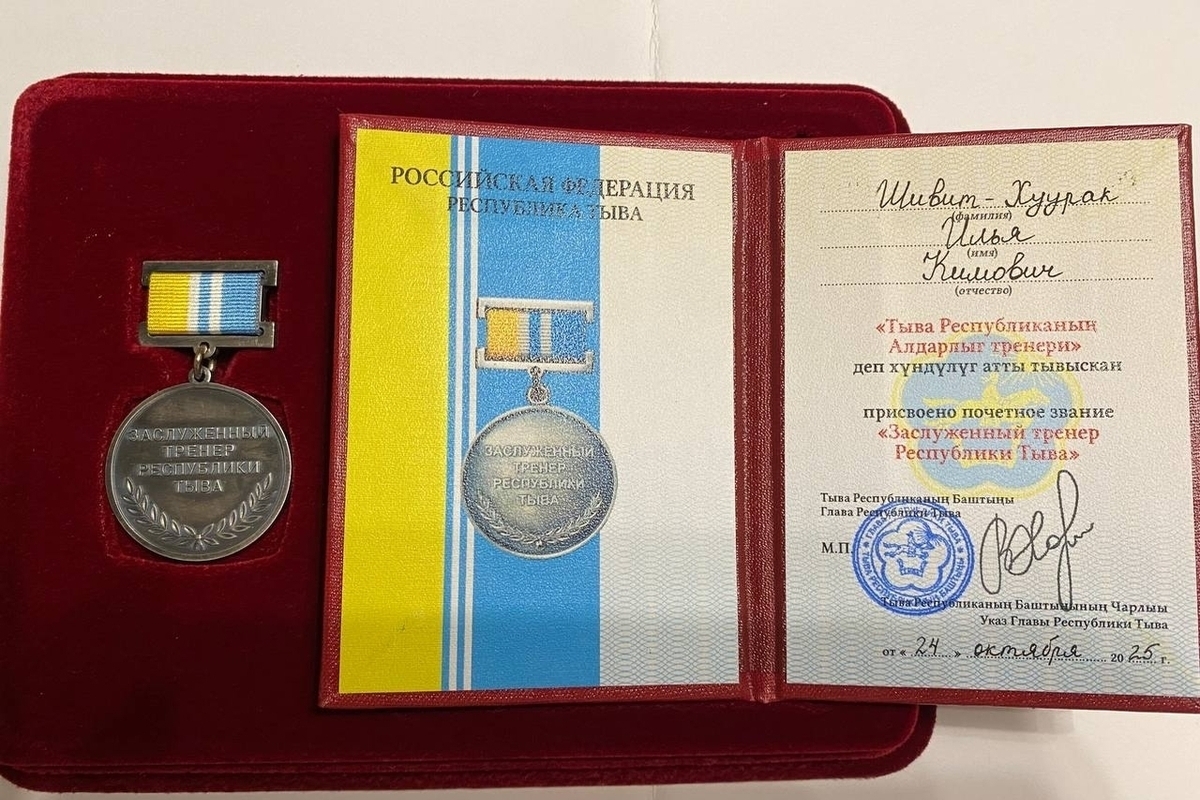 ЗАСЛУЖЕННЫЙ
ТРЕНЕР
РЕСПУБЛИКИ
ТЫВА
РОССИЙСКАЯ ФЕДЕРАЦИЯ
РЕСПУБЛИКА ТЫВА
ЗАСЛУЖЕННЫЙ
ТРЕНЕР
РЕСПУБЛИКИ
ТЫВА
Шивит-Хуурак
(фамилия)
Илья
(имя)
Кимович
(отчество)
«Тыва Республиканың
Алдарлыг тренери»
деп хүндүлүг атты тывыскан
присвоено почетное звание
«Заслуженный тренер
Республики Тыва»
Тыва Республиканың Баштыңы
Глава Республики Тыва
М.П.
Тыва Республиканың Баштыңының Чарлыы
Указ Главы Республики Тыва
от «24» октября 2025 г.